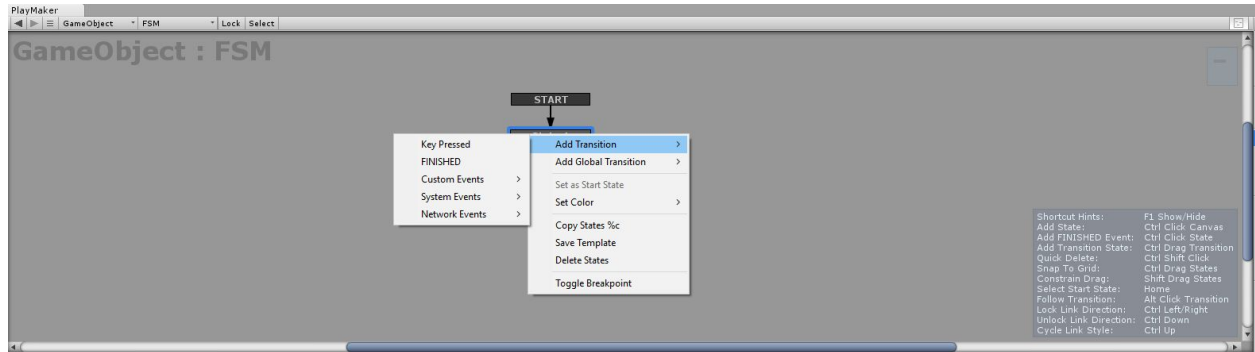 PlayMaker
GameObject FSM Lock Select
GameObject : FSM
START
Key Pressed
FINISHED
Custom Events
System Events
Network Events
Add Transition
Add Global Transition
Set as Start State
Set Color
Copy States %c
Save Template
Delete States
Toggle Breakpoint
Shortcut Hints: F1 Show/Hide
Add State: Ctrl Click Canvas
Add FINISHED Event: Ctrl Click State
Add Transition State: Ctrl Drag Transition
Quick Delete: Ctrl Shift Click
Snap To Grid: Ctrl Drag States
Constrain Drag: Shift Drag States
Select Start State: Home
Follow Transition: Alt Click Transition
Lock Link Direction: Ctrl Left/Right
Unlock Link Direction: Ctrl Down
Cycle Link Style: Ctrl Up